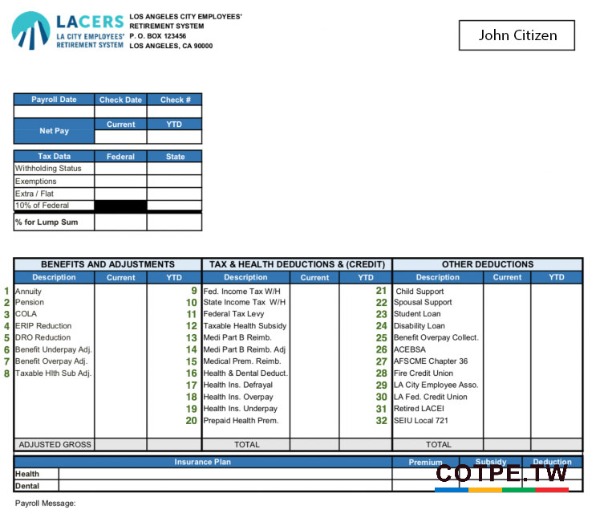 LACERS
LA CITY EMPLOYEES'
RETIREMENT SYSTEM
LOS ANGELES CITY EMPLOYEES'
RETIREMENT SYSTEM
P. O. BOX 123456
LOS ANGELES, CA 90000
John Citizen
Payroll Date Check Date Check #
Net Pay Current YTD
Tax Data Federal State
Withholding Status
Exemptions
Extra / Flat
10% of Federal
% for Lump Sum
BENEFITS AND ADJUSTMENTS
Description Current YTD
1 Annuity
2 Pension
3 COLA
4 ERIP Reduction
5 DRO Reduction
6 Benefit Underpay Adj.
7 Benefit Overpay Adj.
8 Taxable Hlth Sub Adj.
ADJUSTED GROSS
TAX & HEALTH DEDUCTIONS & (CREDIT)
Description Current YTD
9 Fed. Income Tax W/H
10 State Income Tax W/H
11 Federal Tax Levy
12 Taxable Health Subsidy
13 Medi Part B Reimb.
14 Medi Part B Reimb. Adj
15 Medical Prem. Reimb.
16 Health & Dental Deduct.
17 Health Ins. Defrayal
18 Health Ins. Overpay
19 Health Ins. Underpay
20 Prepaid Health Prem.
TOTAL
OTHER DEDUCTIONS
Description Current YTD
21 Child Support
22 Spousal Support
23 Student Loan
24 Disability Loan
25 Benefit Overpay Collect.
26 ACEBSA
27 AFSCME Chapter 36
28 Fire Credit Union
29 LA City Employee Asso.
30 LA Fed. Credit Union
31 Retired LACEI
32 SEIU Local 721
TOTAL
Insurance Plan Premium Subsidy Deduction
Health
Dental
COTPE.TW
Payroll Message: